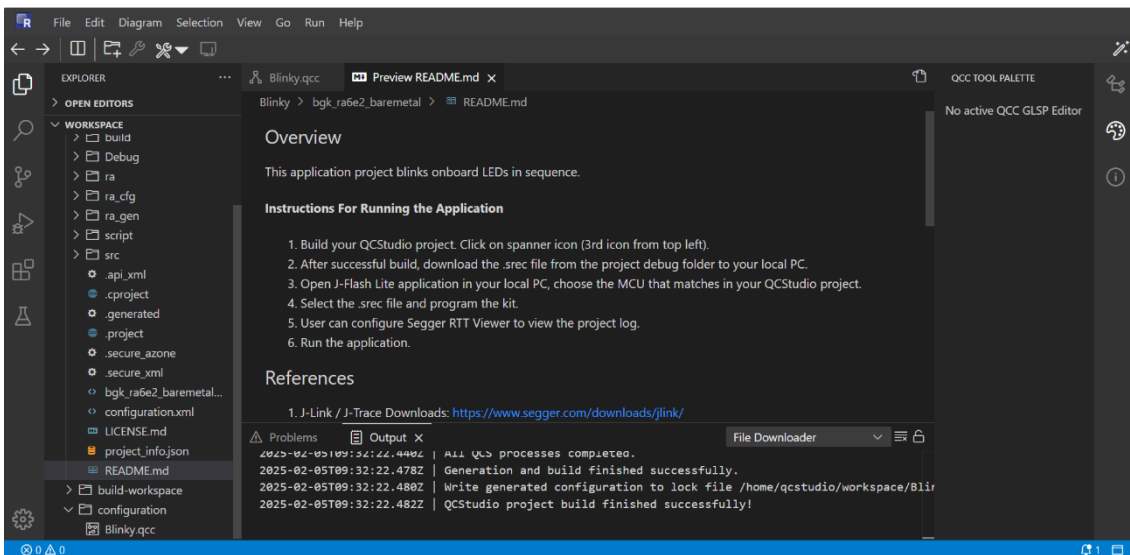 R File Edit Diagram Selection View Go Run Help
EXPLORER ...
OPEN EDITORS
WORKSPACE
build
Debug
ra
ra_cfg
ra_gen
script
src
.api_xml
.cproject
.generated
.project
.secure_azone
.secure_xml
bgk_ra6e2_baremetal...
configuration.xml
LICENSE.md
project_info.json
README.md
build-workspace
configuration
Blinky.qcc
Blinky.qcc Preview README.md
Blinky > bgk_ra6e2_baremetal > README.md
Overview
This application project blinks onboard LEDs in sequence.
Instructions For Running the Application
1. Build your QCStudio project. Click on spanner icon (3rd icon from top left).
2. After successful build, download the .srec file from the project debug folder to your local PC.
3. Open J-Flash Lite application in your local PC, choose the MCU that matches in your QCStudio project.
4. Select the .srec file and program the kit.
5. User can configure Segger RTT Viewer to view the project log.
6. Run the application.
References
1. J-Link / J-Trace Downloads: https://www.segger.com/downloads/jlink/
Problems Output File Downloader
2025-02-05T09:32:22.440Z | All QCS processes completed.
2025-02-05T09:32:22.478Z | Generation and build finished successfully.
2025-02-05T09:32:22.480Z | Write generated configuration to lock file /home/qcstudio/workspace/Blin
2025-02-05T09:32:22.482Z | QCStudio project build finished successfully!
QCC TOOL PALETTE
No active QCC GLSP Editor
0 0
1